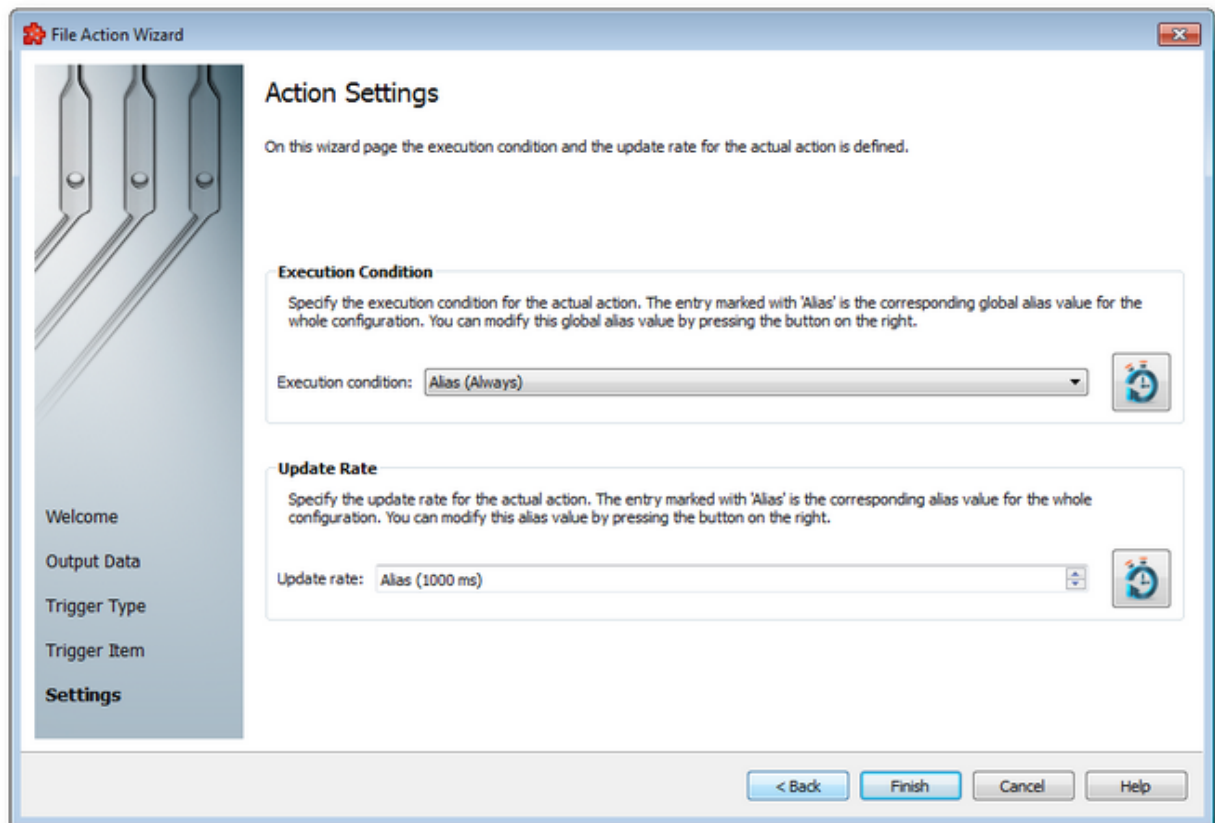 File Action Wizard
Action Settings
On this wizard page the execution condition and the update rate for the actual action is defined.
Execution Condition
Specify the execution condition for the actual action. The entry marked with 'Alias' is the corresponding global alias value for the
whole configuration. You can modify this global alias value by pressing the button on the right.
Execution condition: Alias (Always)
Update Rate
Specify the update rate for the actual action. The entry marked with 'Alias' is the corresponding alias value for the whole
configuration. You can modify this alias value by pressing the button on the right.
Update rate: Alias (1000 ms)
Welcome
Output Data
Trigger Type
Trigger Item
Settings
< Back Finish Cancel Help